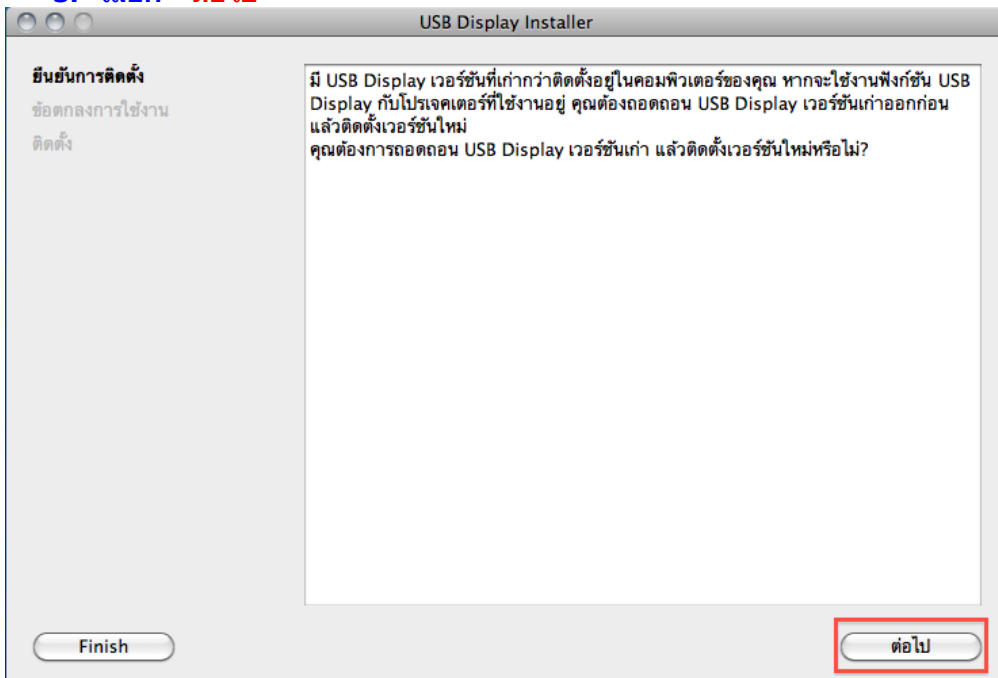 USB Display Installer
ยืนยันการติดตั้ง
ข้อตกลงการใช้งาน
ติดตั้ง
มี USB Display เวอร์ชันที่เก่ากว่าติดตั้งอยู่ในคอมพิวเตอร์ของคุณ หากจะใช้งานฟังก์ชัน USB
Display กับโปรเจคเตอร์ที่ใช้งานอยู่ คุณต้องถอดถอน USB Display เวอร์ชันเก่าออกก่อน
แล้วติดตั้งเวอร์ชันใหม่
คุณต้องการถอดถอน USB Display เวอร์ชันเก่า แล้วติดตั้งเวอร์ชันใหม่หรือไม่?
Finish
ต่อไป